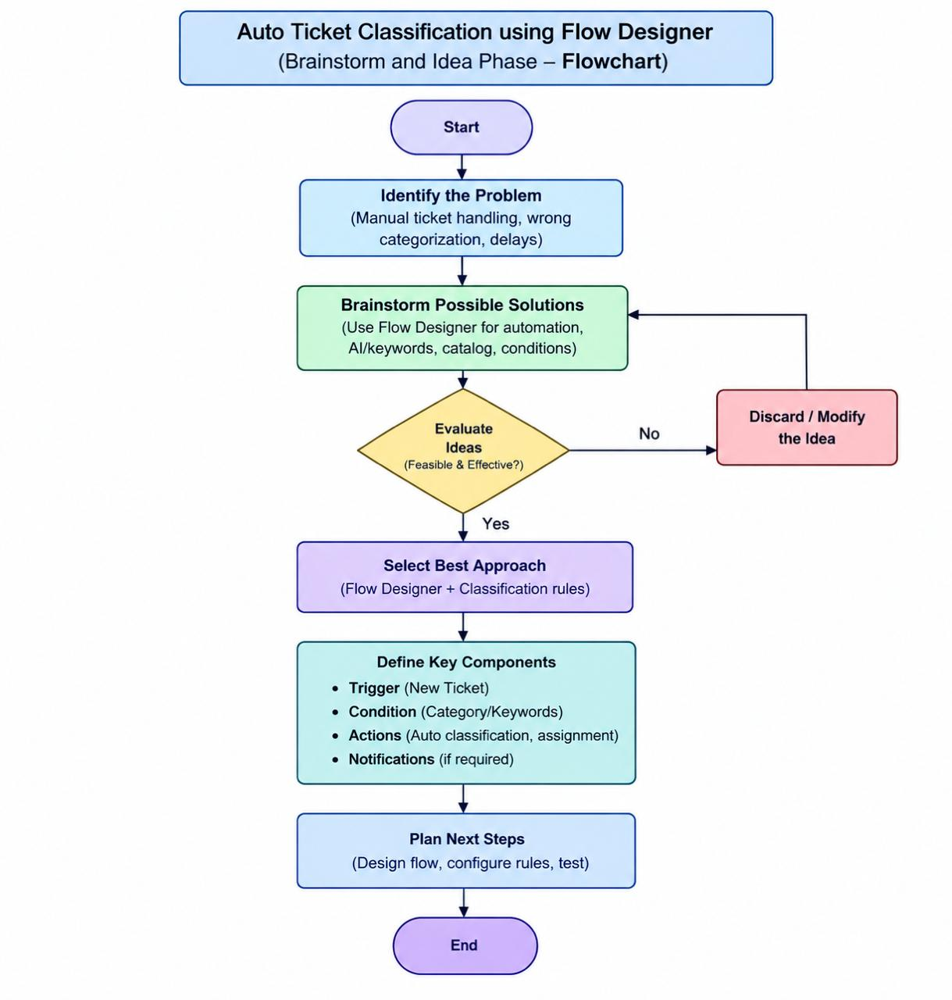 Auto Ticket Classification using Flow Designer
(Brainstorm and Idea Phase – Flowchart)
Start
Identify the Problem
(Manual ticket handling, wrong
categorization, delays)
Brainstorm Possible Solutions
(Use Flow Designer for automation,
AI/keywords, catalog, conditions)
Evaluate
Ideas
(Feasible & Effective?)
No
Discard / Modify
the Idea
Yes
Select Best Approach
(Flow Designer + Classification rules)
Define Key Components
• Trigger (New Ticket)
• Condition (Category/Keywords)
• Actions (Auto classification, assignment)
• Notifications (if required)
Plan Next Steps
(Design flow, configure rules, test)
End